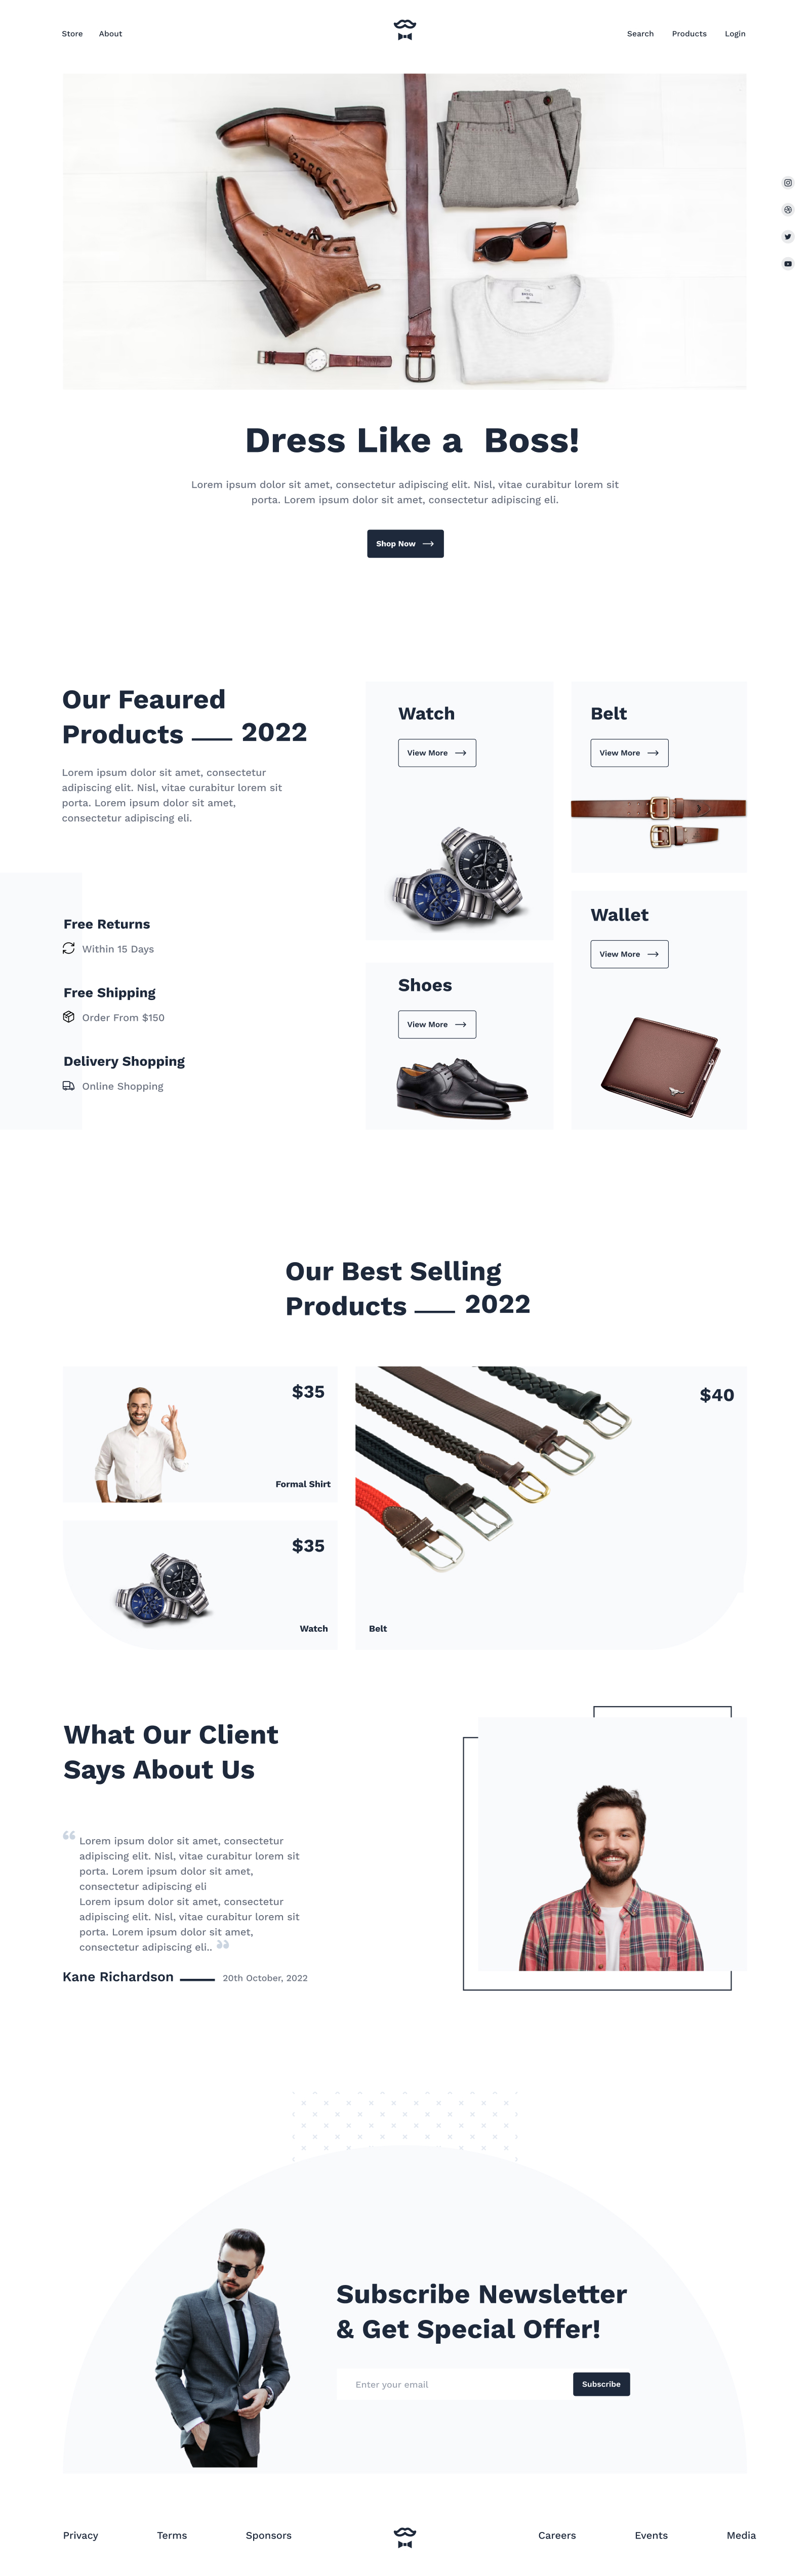 Store
About
Search
Products
Login
Dress Like a Boss!
Lorem ipsum dolor sit amet, consectetur adipiscing elit. Nisl, vitae curabitur lorem sit
porta. Lorem ipsum dolor sit amet, consectetur adipiscing eli.
Shop Now
Our Feaured
Products 2022
Lorem ipsum dolor sit amet, consectetur
adipiscing elit. Nisl, vitae curabitur lorem sit
porta. Lorem ipsum dolor sit amet,
consectetur adipiscing eli.
Free Returns
Within 15 Days
Free Shipping
Order From $150
Delivery Shopping
Online Shopping
Watch
View More
Shoes
View More
Belt
View More
Wallet
View More
Our Best Selling
Products 2022
$35
Formal Shirt
$35
Watch
$40
Belt
What Our Client
Says About Us
“ Lorem ipsum dolor sit amet, consectetur
adipiscing elit. Nisl, vitae curabitur lorem sit
porta. Lorem ipsum dolor sit amet,
consectetur adipiscing eli
Lorem ipsum dolor sit amet, consectetur
adipiscing elit. Nisl, vitae curabitur lorem sit
porta. Lorem ipsum dolor sit amet,
consectetur adipiscing eli.. ”
Kane Richardson
20th October, 2022
Subscribe Newsletter
& Get Special Offer!
Enter your email
Subscribe
Privacy
Terms
Sponsors
Careers
Events
Media